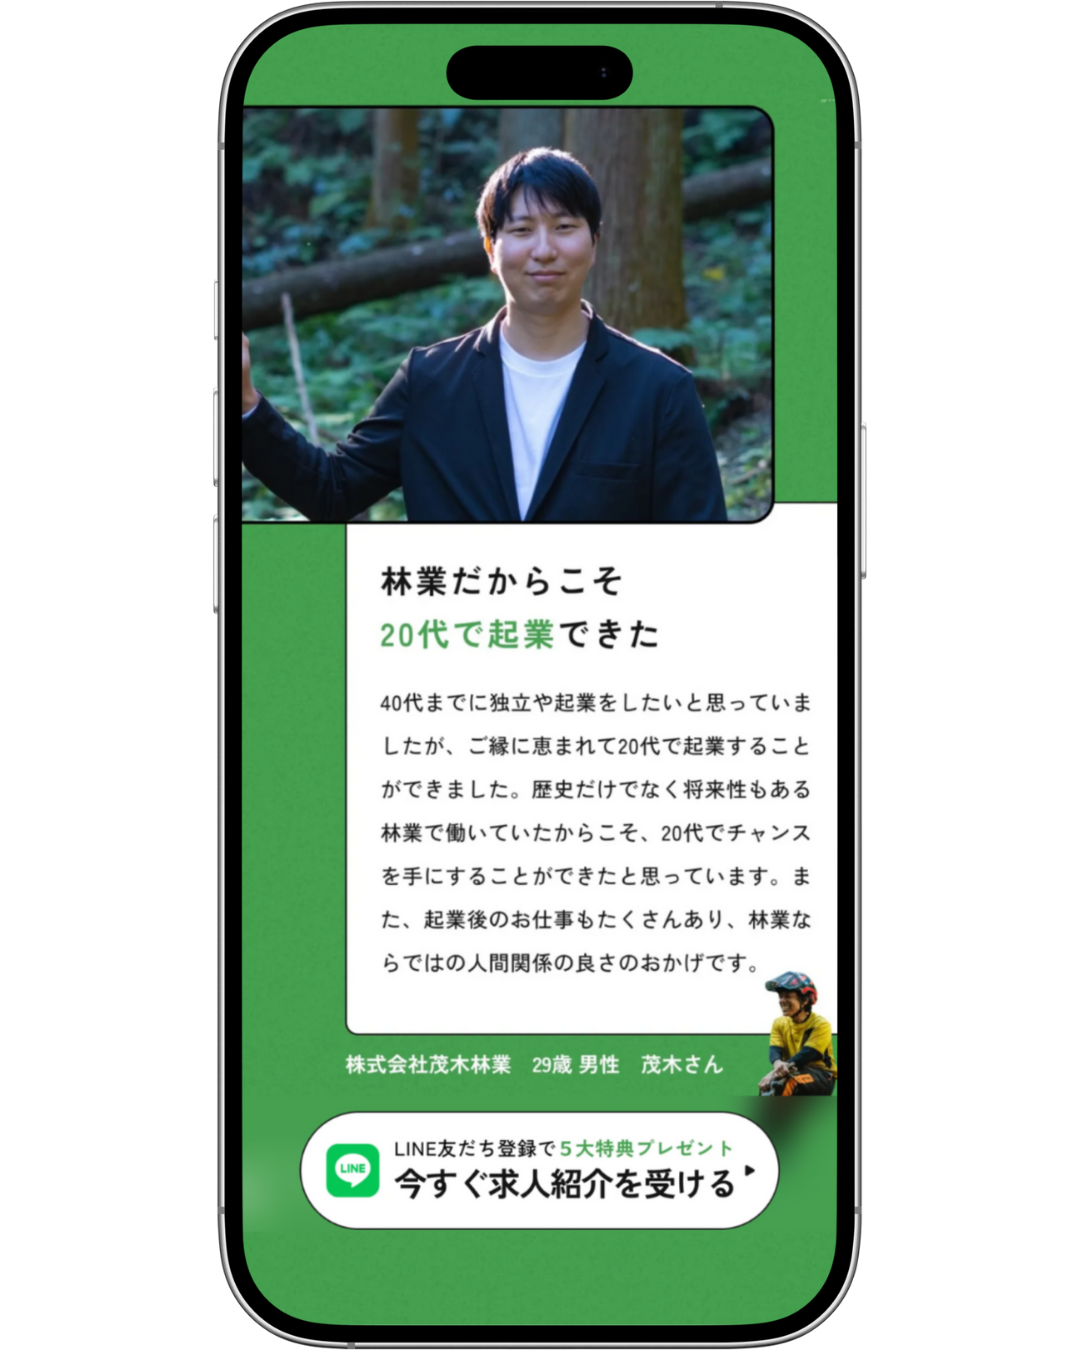 林業だからこそ
20代で起業できた
40代までに独立や起業をしたいと思っていま
したが、ご縁に恵まれて20代で起業すること
ができました。歴史だけでなく将来性もある
林業で働いていたからこそ、20代でチャンス
を手にすることができたと思っています。ま
た、起業後のお仕事もたくさんあり、林業な
らではの人間関係の良さのおかげです。
株式会社茂木林業　29歳 男性　茂木さん
LINE
LINE友だち登録で５大特典プレゼント
今すぐ求人紹介を受ける